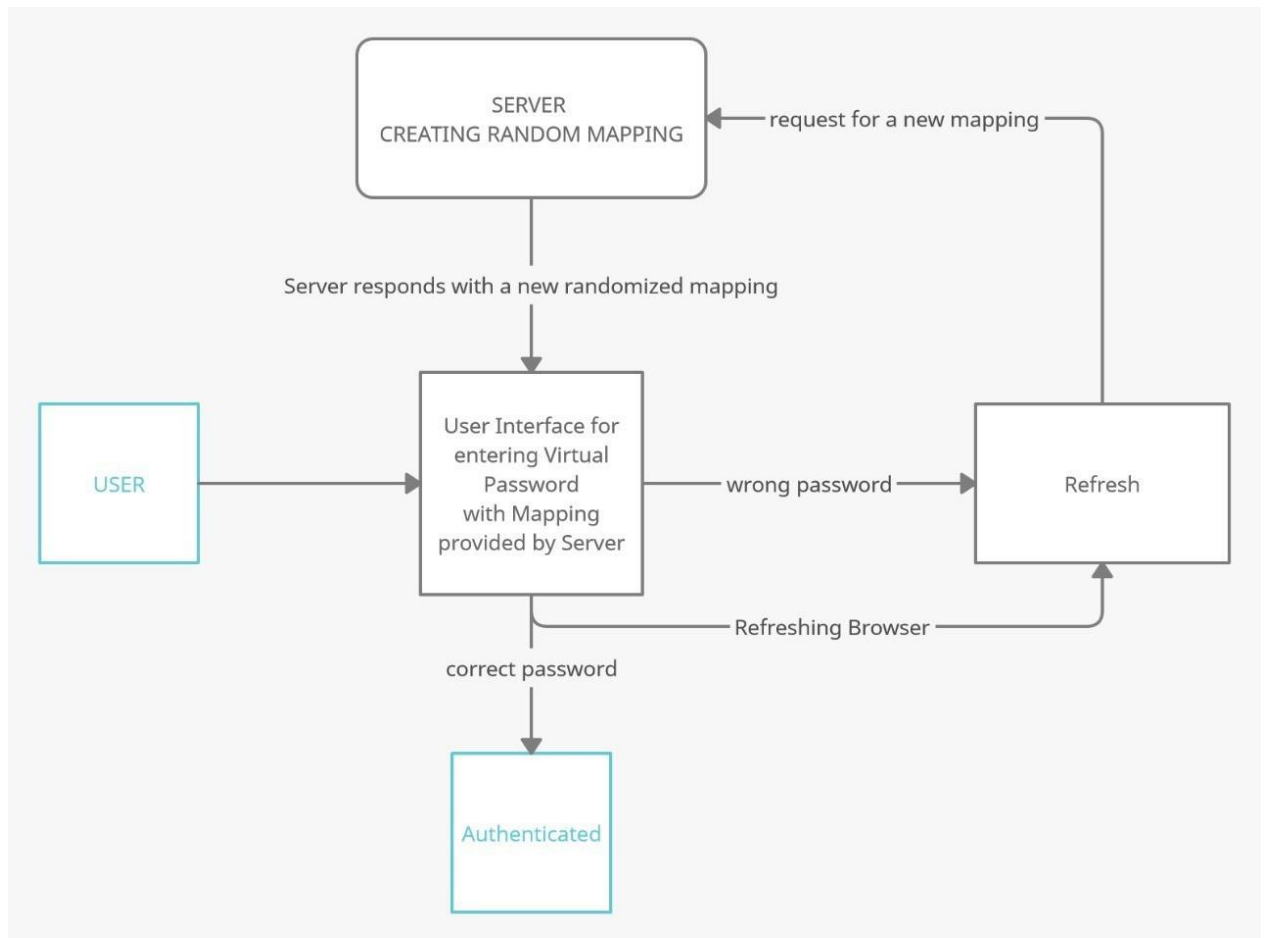 SERVER
CREATING RANDOM MAPPING
request for a new mapping
Server responds with a new randomized mapping
USER
User Interface for
entering Virtual
Password
with Mapping
provided by Server
wrong password
Refresh
Refreshing Browser
correct password
Authenticated